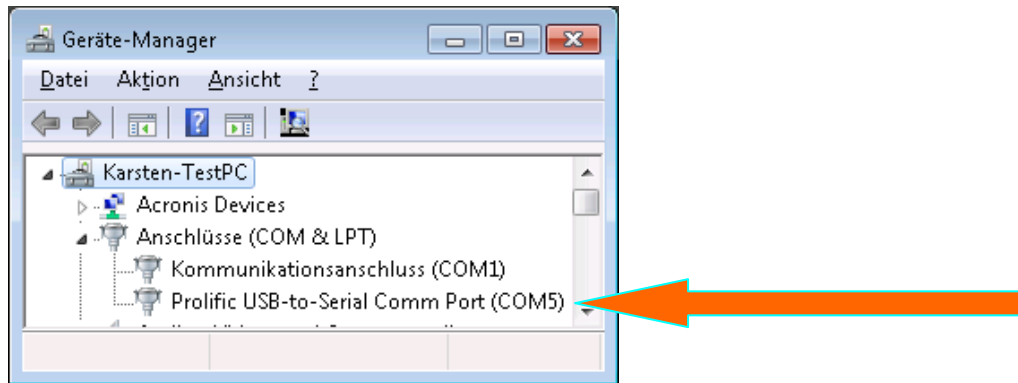 Geräte-Manager
Datei Aktion Ansicht ?
Karsten-TestPC
Acronis Devices
Anschlüsse (COM & LPT)
Kommunikationsanschluss (COM1)
Prolific USB-to-Serial Comm Port (COM5)